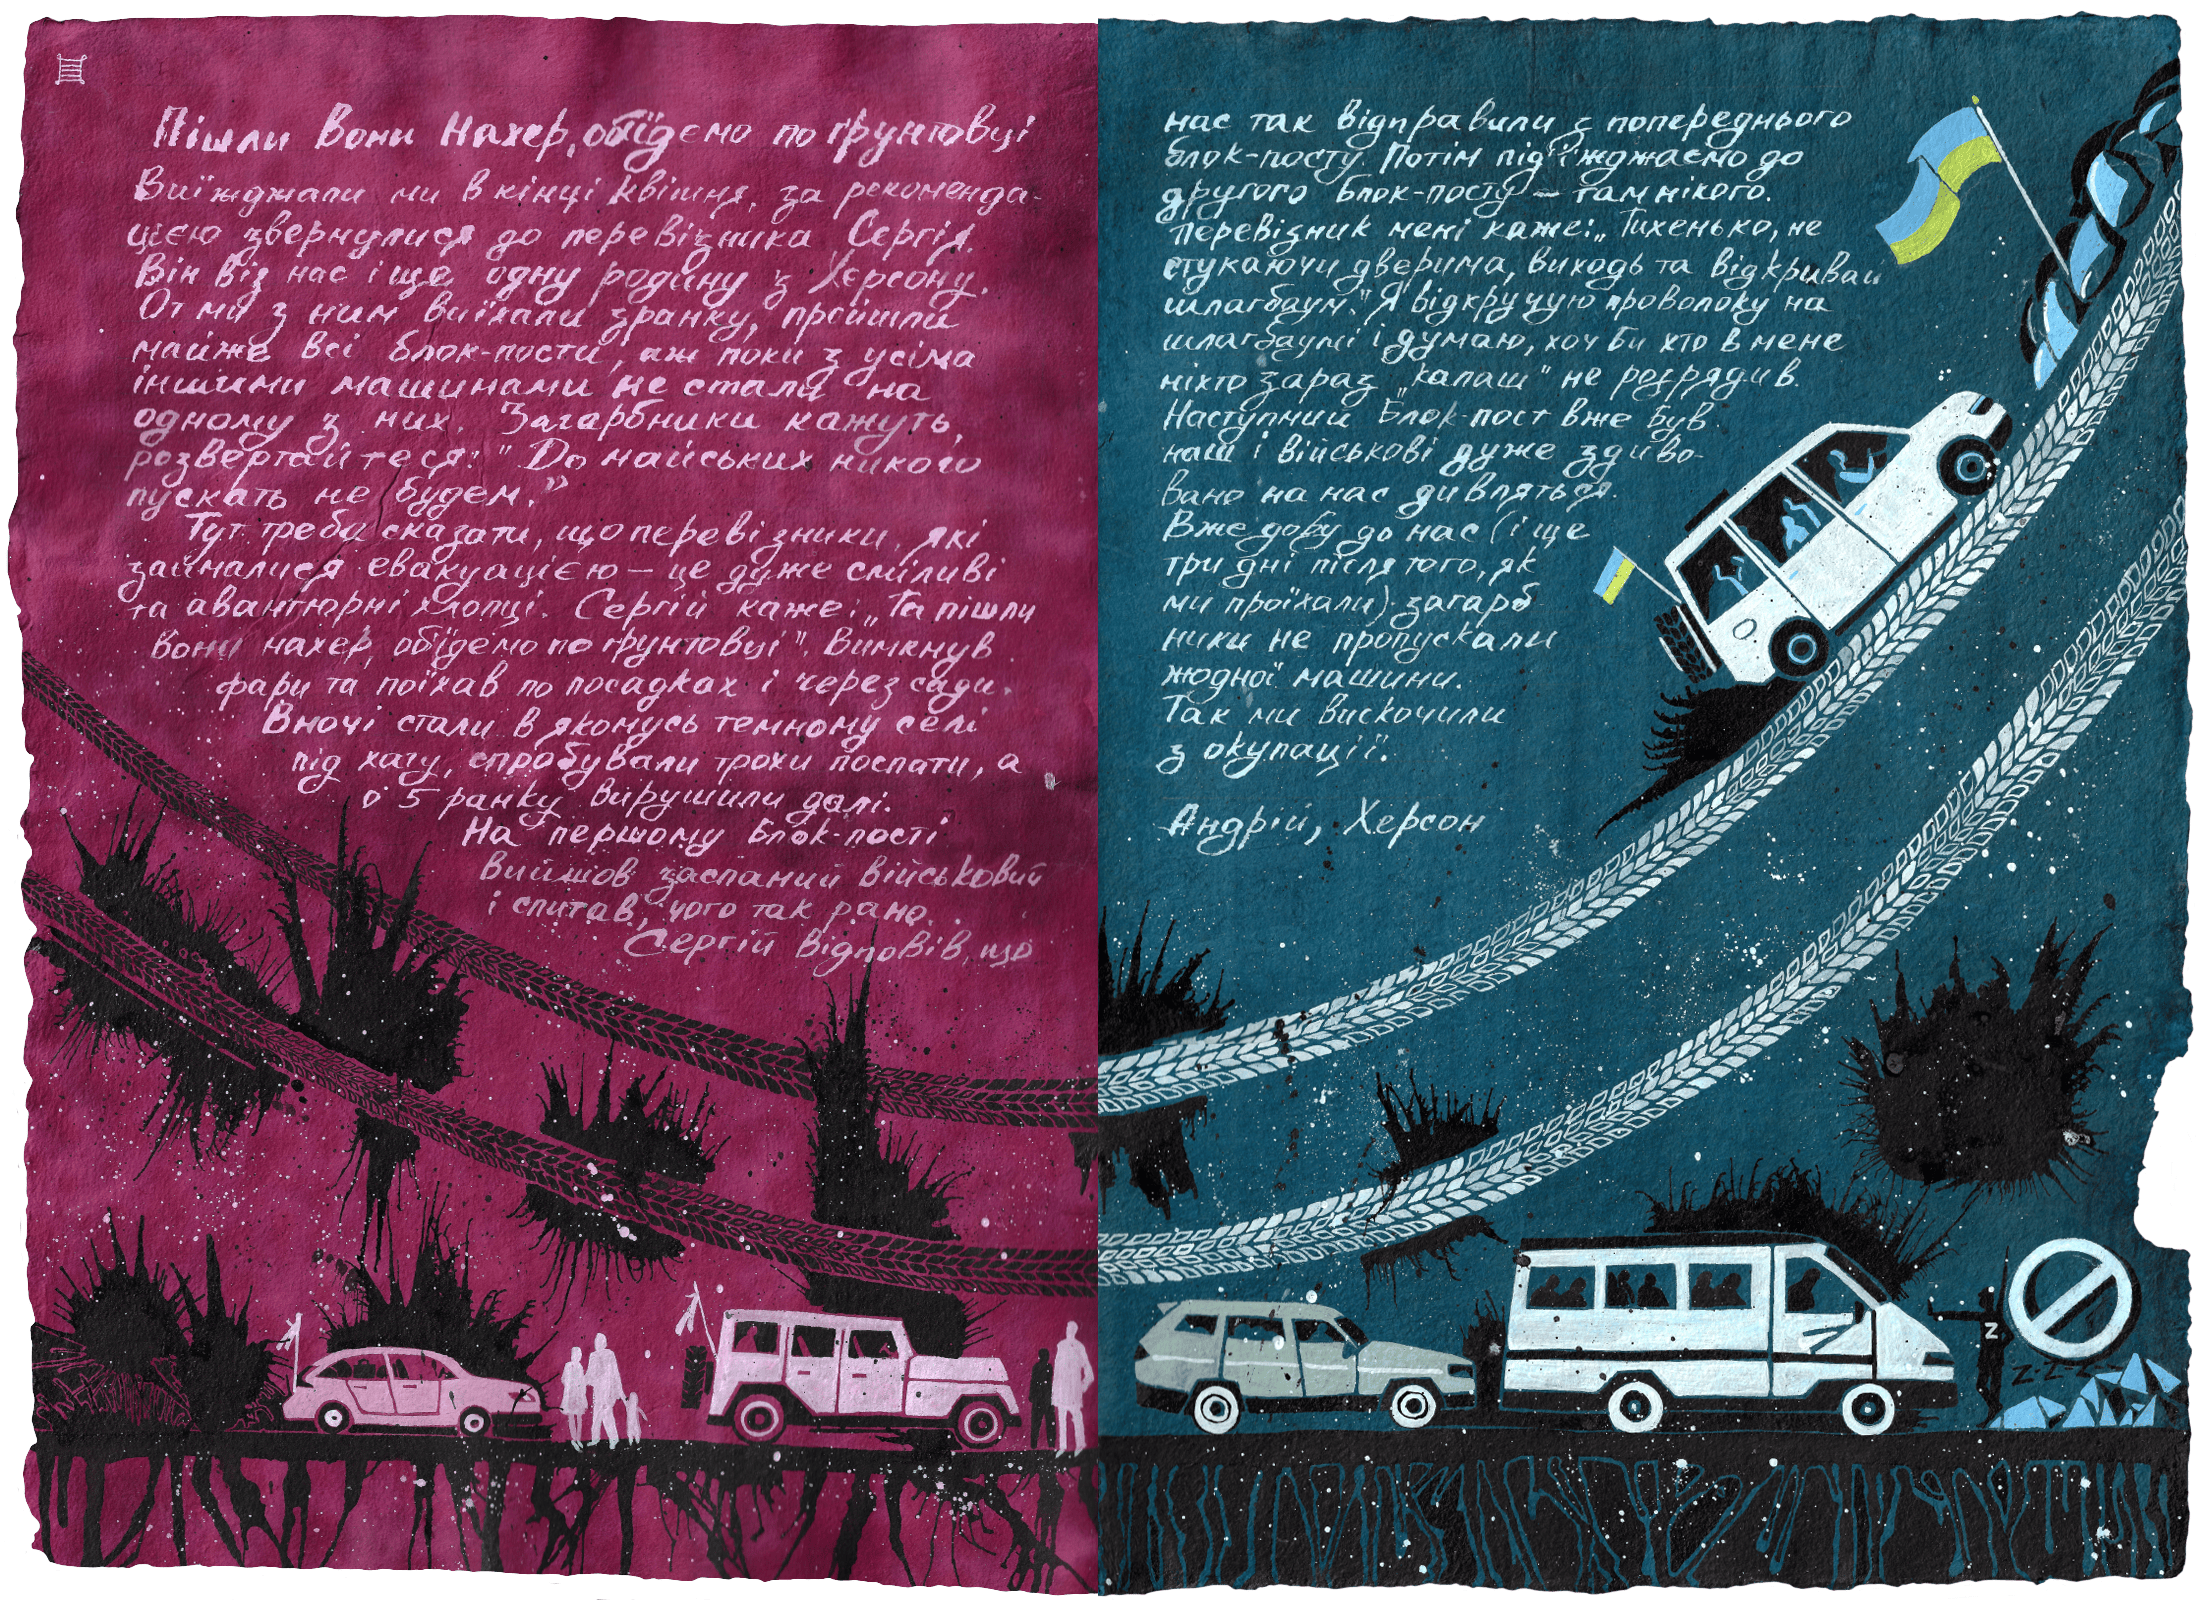 Пішли вони нахер, об'їдемо по ґрунтовці
Виїжджали ми в кінці квітня, за рекоменда-
цією звернулися до перевізника Сергія.
Він віз нас і ще одну родину з Херсону.
От ми з ним виїхали зранку, пройшли
майже всі блок-пости, аж поки з усіма
іншими машинами не стали на
одному з них. Загарбники кажуть,
розвертайтеся: "До майських никого
пускать не будем."
Тут треба сказати, що перевізники, які
займалися евакуацією – це дуже сміливі
та авантюрні хлопці. Сергій каже: „Та пішли
вони нахер, об'їдемо по ґрунтовці". Вимкнув
фари та поїхав по посадках і через сади.
Вночі стали в якомусь темному селі
під хату, спробували трохи поспати, а
о 5 ранку вирушили далі.
На першому блок-пості
вийшов заспаний військовий
і спитав, чого так рано.
Сергій відповів, що
нас так відправили з попереднього
блок-посту. Потім під'їжджаємо до
другого блок-посту – там нікого.
Перевізник мені каже: „Тихенько, не
стукаючи дверима, виходь та відкривай
шлагбаум." Я відкручую проволоку на
шлагбаумі і думаю, хоч би хто в мене
ніхто зараз „калаш" не розрядив.
Наступний блок-пост вже був
наш і військові дуже здиво-
вано на нас дивляться.
Вже добу до нас (і ще
три дні після того, як
ми проїхали) загарб
ники не пропускали
жодної машини.
Так ми вискочили
з окупації.
Андрій, Херсон
Z
Z-Z-Z